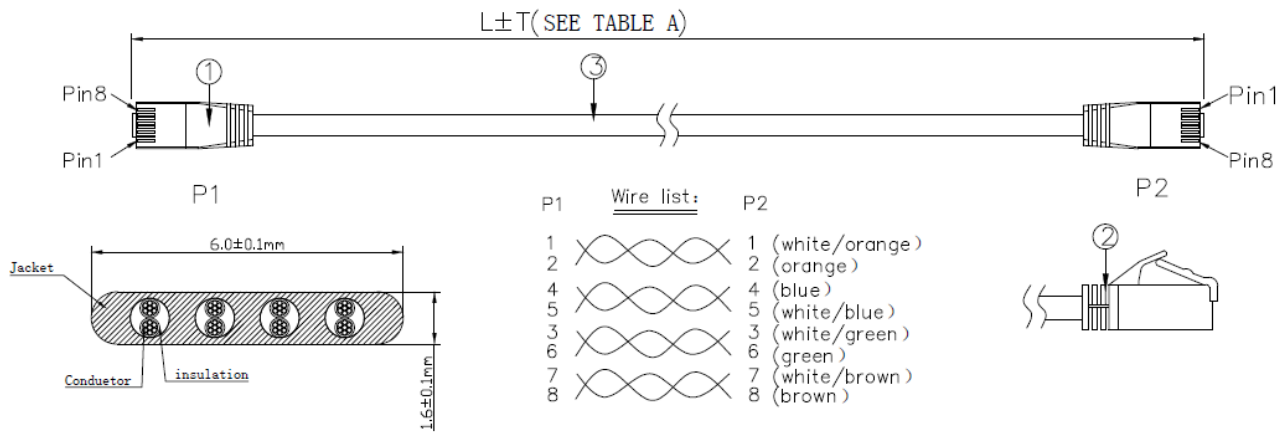 L±T(SEE TABLE A)
1
3
Pin8
Pin1
Pin1
Pin8
P1
P2
6.0±0.1mm
Jacket
Conduetor
insulation
1.6±0.1mm
P1 Wire list: P2
1 1 (white/orange)
2 2 (orange)
4 4 (blue)
5 5 (white/blue)
3 3 (white/green)
6 6 (green)
7 7 (white/brown)
8 8 (brown)
2